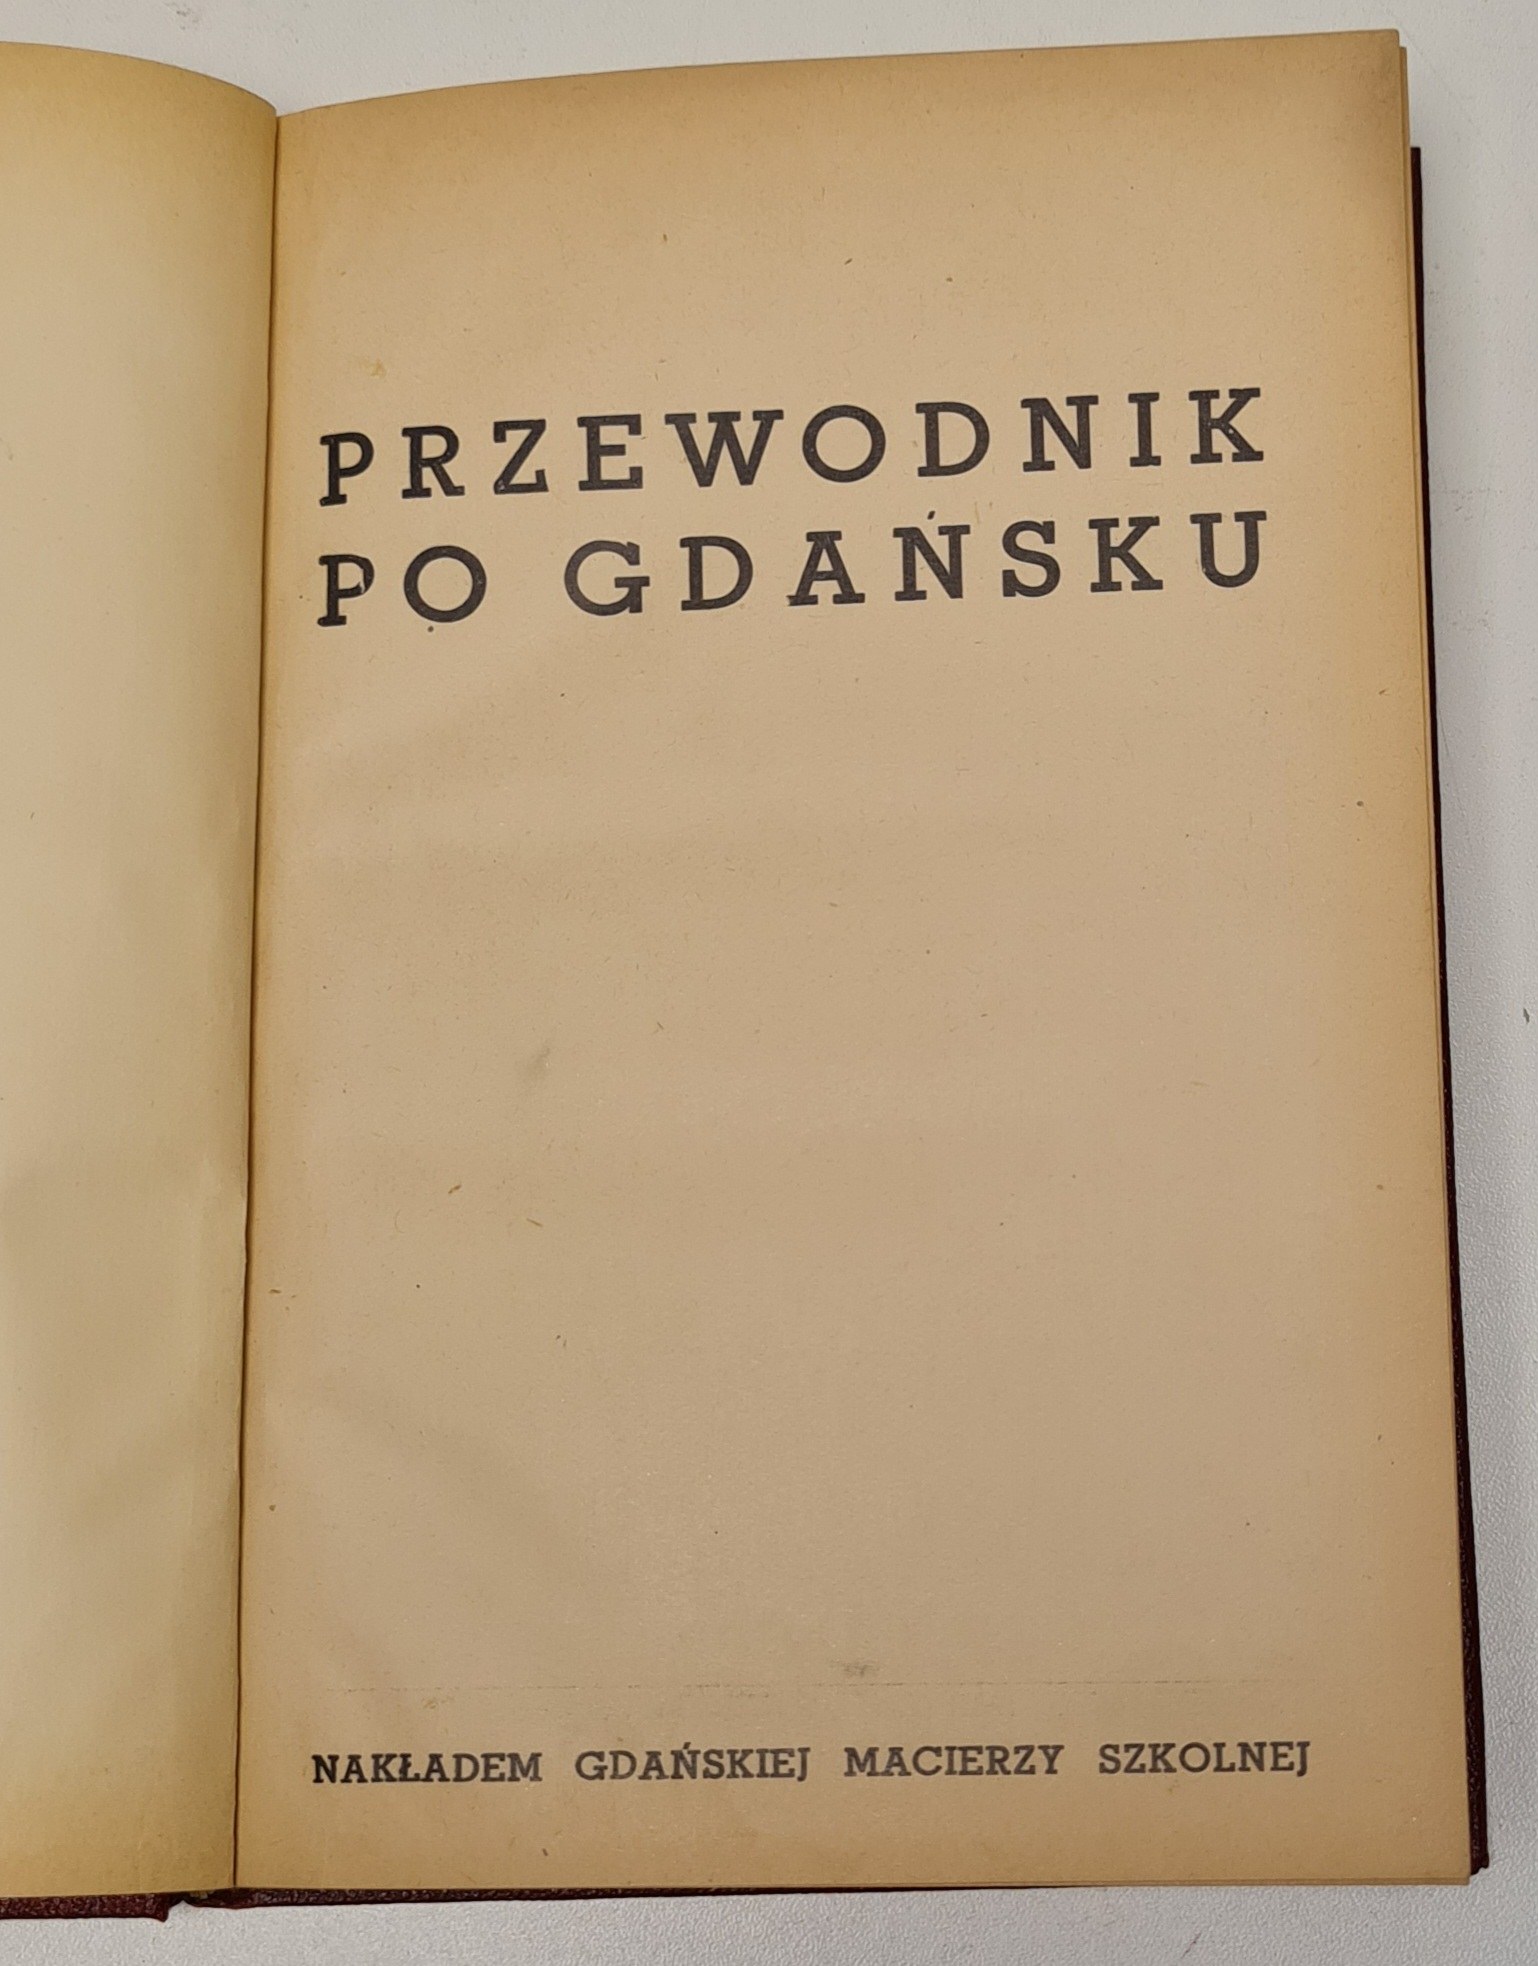 PRZEWODNIK
PO GDAŃSKU
NAKŁADEM GDAŃSKIEJ MACIERZY SZKOLNEJ